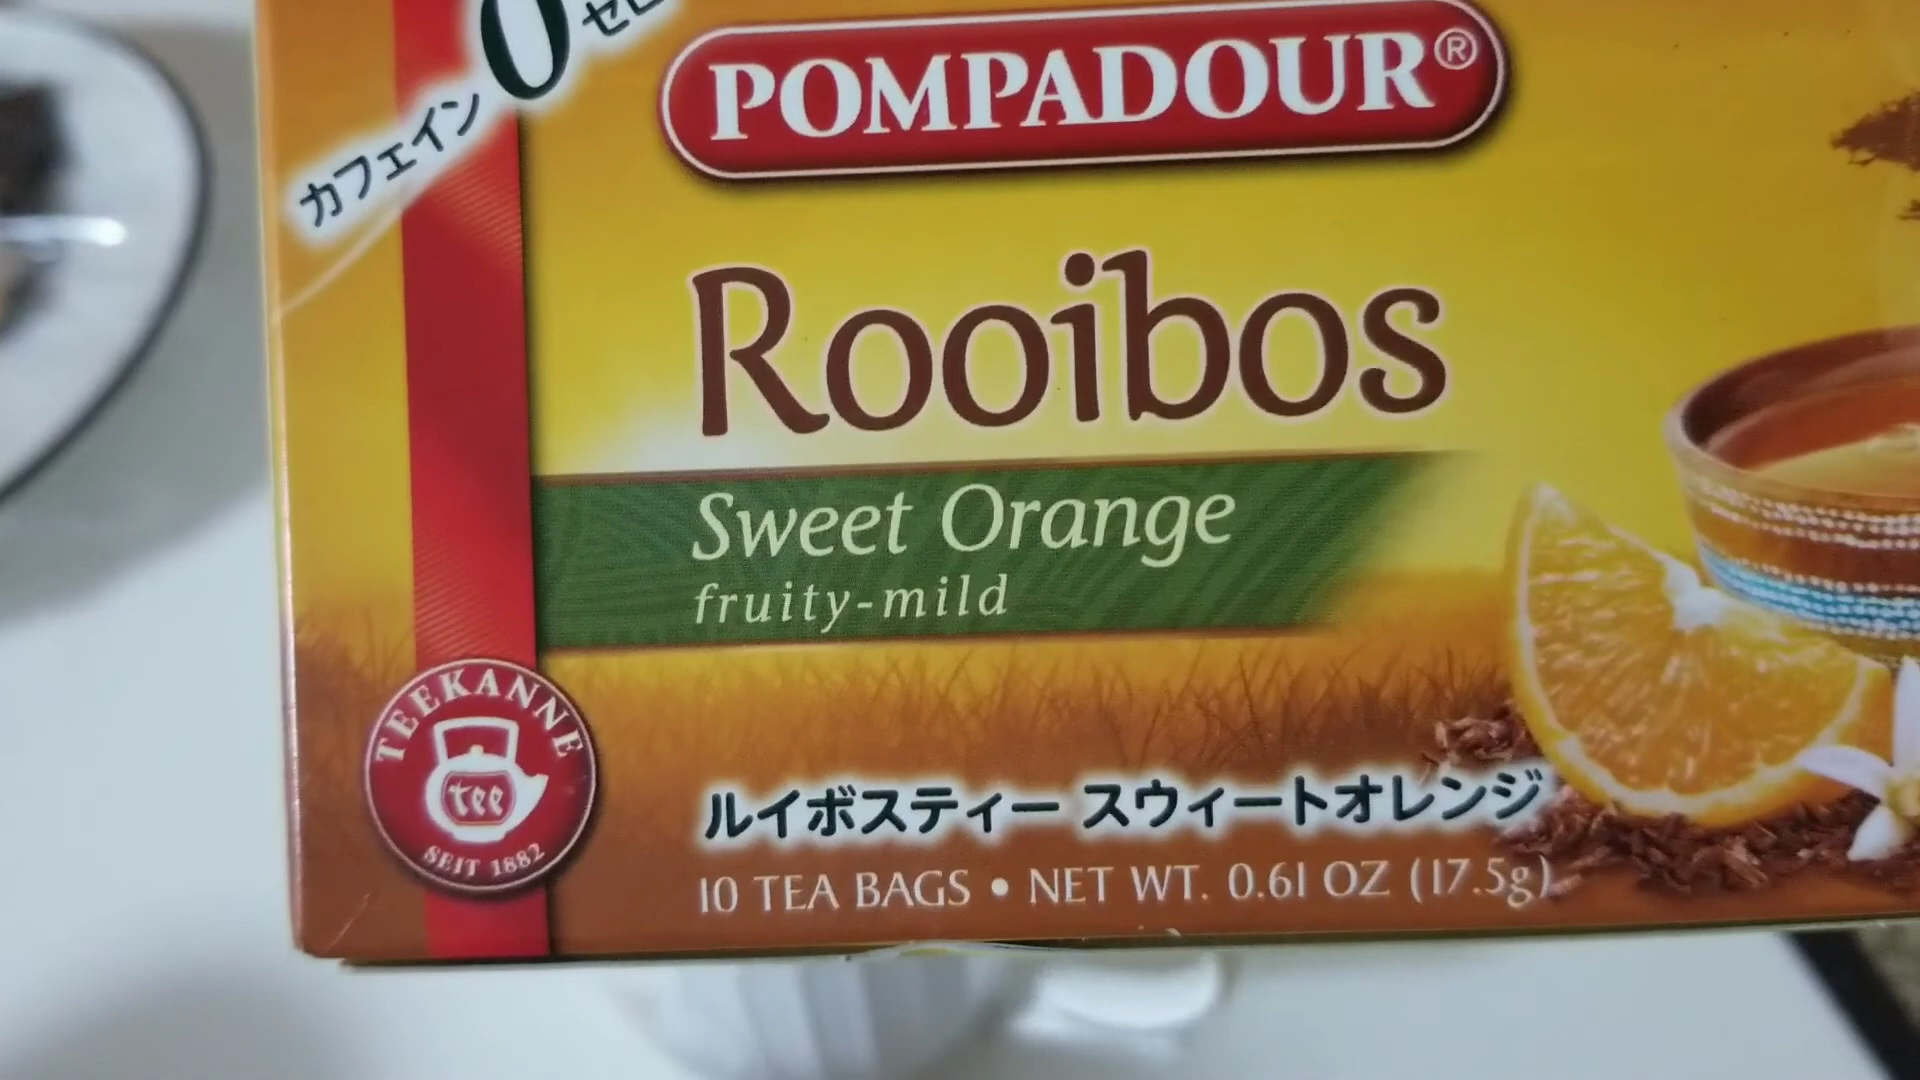 カフェイン0ゼロ
POMPADOUR®
Rooibos
Sweet Orange
fruity-mild
TEEKANNE
tee
SEIT 1882
ルイボスティー スウィートオレンジ
10 TEA BAGS • NET WT. 0.61 OZ (17.5g)